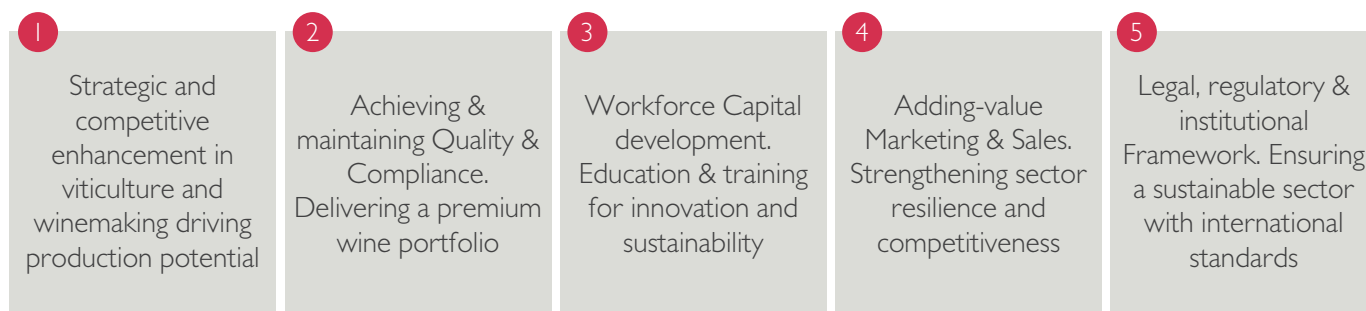 1
Strategic and
competitive
enhancement in
viticulture and
winemaking driving
production potential
2
Achieving &
maintaining Quality &
Compliance.
Delivering a premium
wine portfolio
3
Workforce Capital
development.
Education & training
for innovation and
sustainability
4
Adding-value
Marketing & Sales.
Strengthening sector
resilience and
competitiveness
5
Legal, regulatory &
institutional
Framework. Ensuring
a sustainable sector
with international
standards